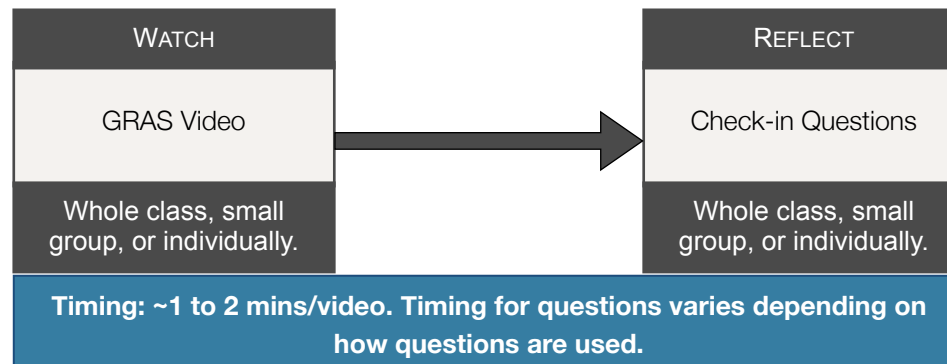 WATCH
GRAS Video
Whole class, small
group, or individually.
REFLECT
Check-in Questions
Whole class, small
group, or individually.
Timing: ~1 to 2 mins/video. Timing for questions varies depending on
how questions are used.